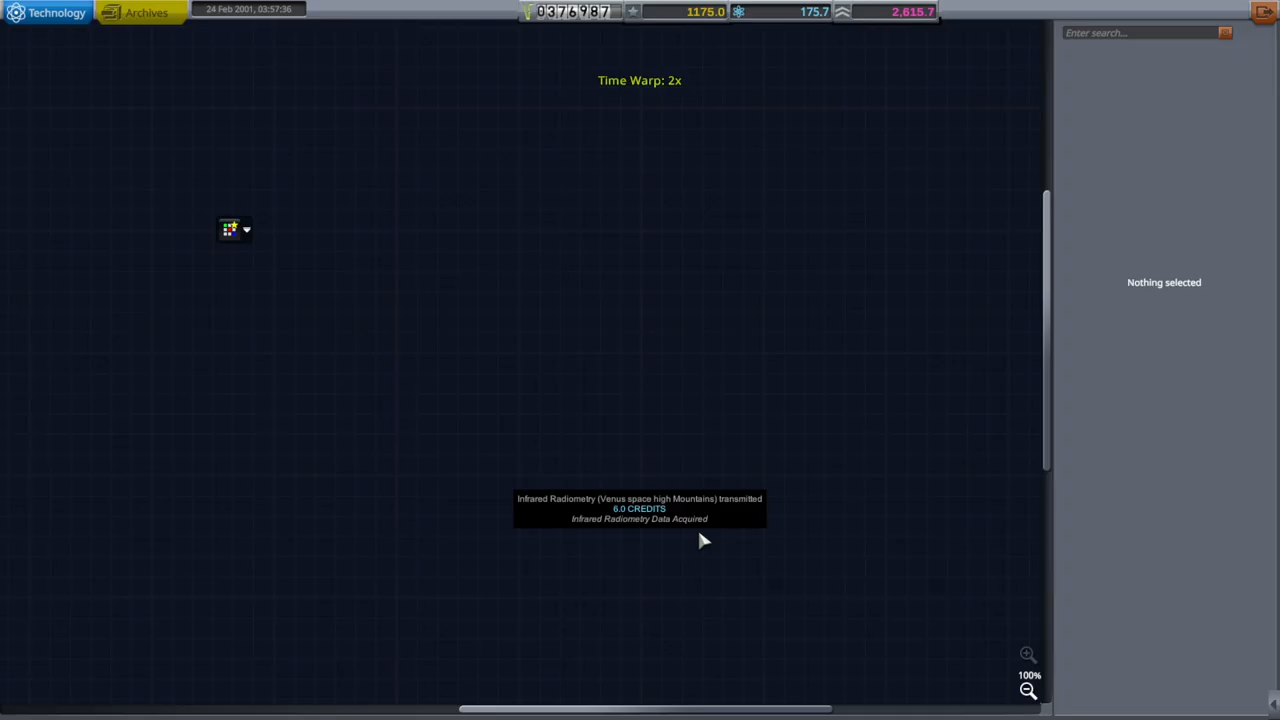 Technology
Archives
24 Feb 2001, 03:57:36
0376987
1175.0
175.7
2,615.7
Enter search...
Time Warp: 2x
Nothing selected
Infrared Radiometry (Venus space high Mountains) transmitted
6.0 CREDITS
Infrared Radiometry Data Acquired
100%